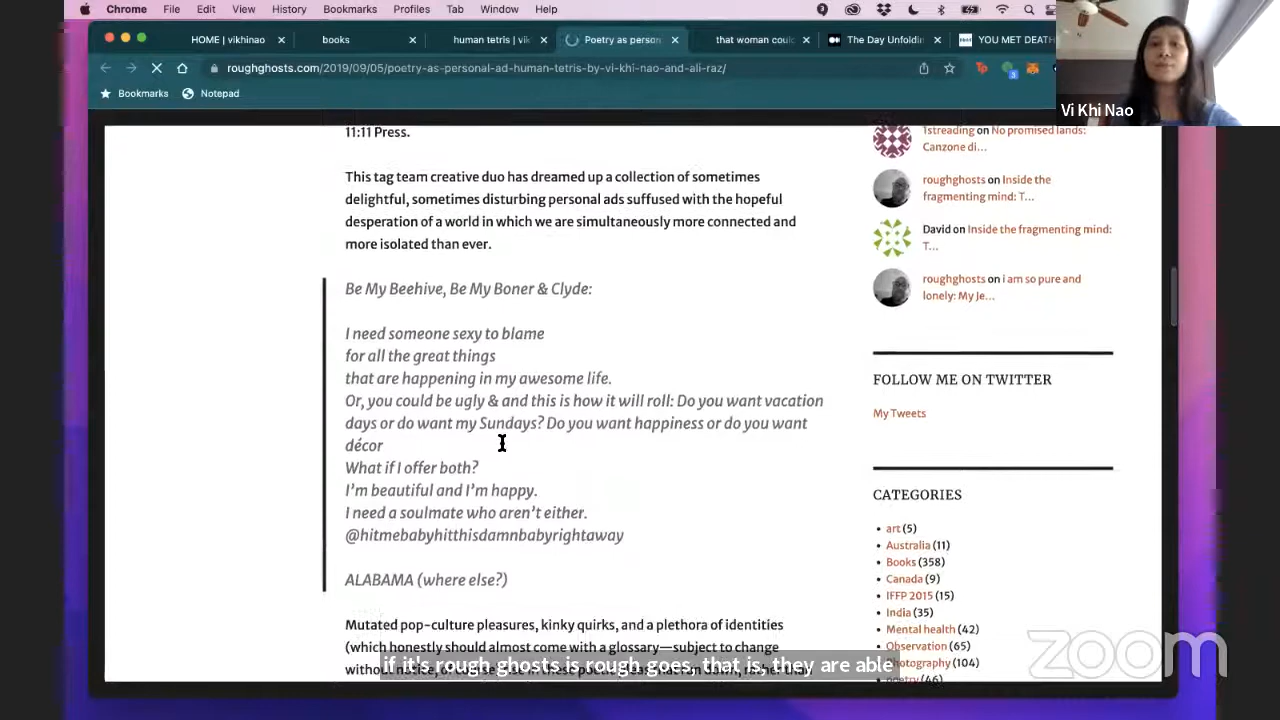 Chrome File Edit View History Bookmarks Profiles Tab Window Help
HOME | vikhinao books human tetris | vik Poetry as person that woman coul The Day Unfoldin YOU MET DEATH
roughghosts.com/2019/09/05/poetry-as-personal-ad-human-tetris-by-vi-khi-nao-and-ali-raz/
Bookmarks Notepad
Vi Khi Nao
11:11 Press.
This tag team creative duo has dreamed up a collection of sometimes
delightful, sometimes disturbing personal ads suffused with the hopeful
desperation of a world in which we are simultaneously more connected and
more isolated than ever.
Be My Beehive, Be My Boner & Clyde:
I need someone sexy to blame
for all the great things
that are happening in my awesome life.
Or, you could be ugly & and this is how it will roll: Do you want vacation
days or do want my Sundays? Do you want happiness or do you want
décor
What if I offer both?
I'm beautiful and I'm happy.
I need a soulmate who aren't either.
@hitmebabyhitthisdamnbabyrightaway
ALABAMA (where else?)
Mutated pop-culture pleasures, kinky quirks, and a plethora of identities
(which honestly should almost come with a glossary—subject to change
if it's rough ghosts is rough goes, that is, they are able
1streading on No promised lands:
Canzone di...
roughghosts on Inside the
fragmenting mind: T...
David on Inside the fragmenting mind:
T...
roughghosts on i am so pure and
lonely: My Je...
FOLLOW ME ON TWITTER
My Tweets
CATEGORIES
art (5)
Australia (11)
Books (358)
Canada (9)
IFFP 2015 (15)
India (35)
Mental health (42)
Observation (65)
Photography (104)
poetry (46)
zoom